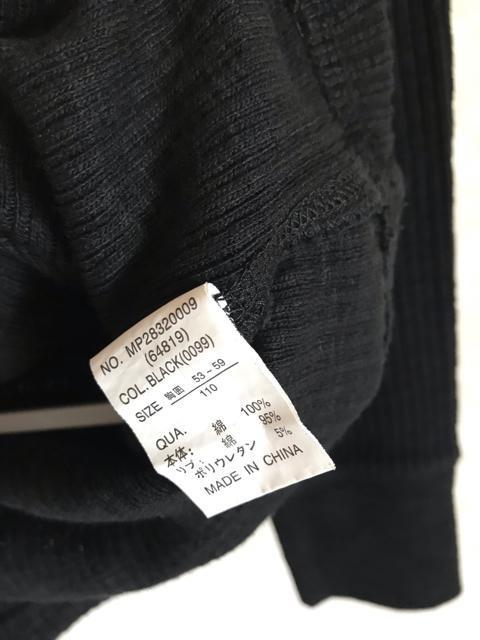 NO. MP28320009
(64819)
COL. BLACK(0099)
SIZE 胸囲 53~59
110
QUA.
本体: 綿 100%
リブ: 綿 95%
ポリウレタン 5%
MADE IN CHINA